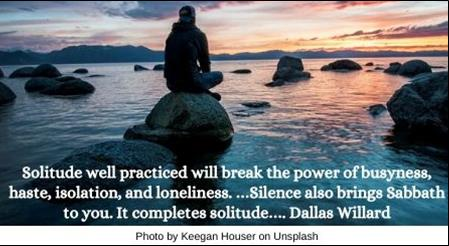 Solitude well practiced will break the power of busyness,
haste, isolation, and loneliness. ...Silence also brings Sabbath
to you. It completes solitude.... Dallas Willard
Photo by Keegan Houser on Unsplash